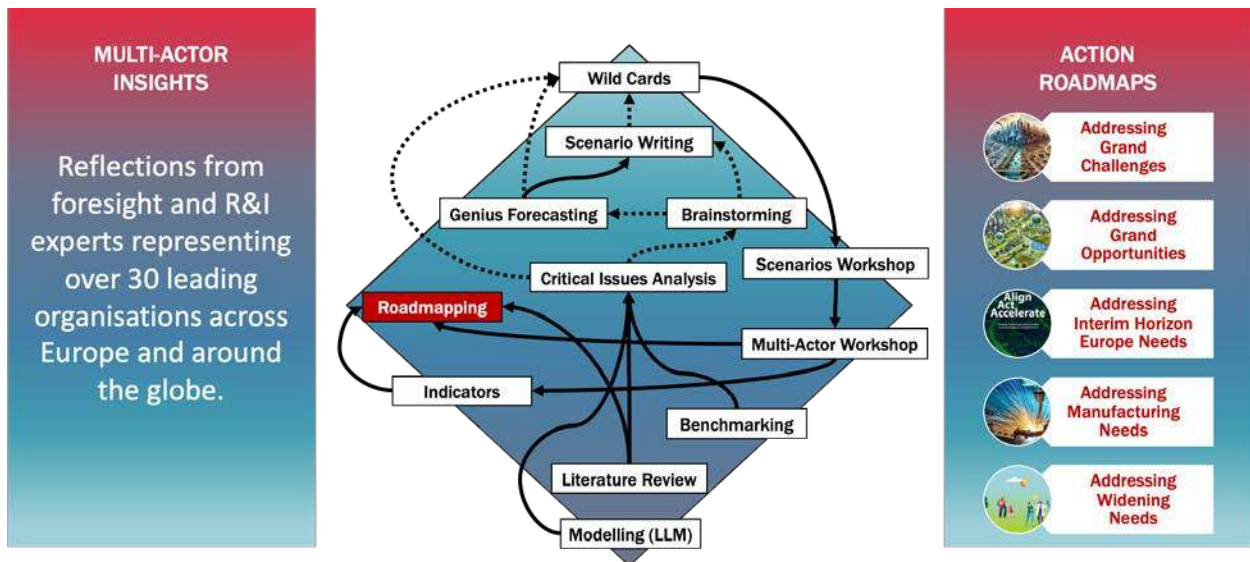 MULTI-ACTOR
INSIGHTS
Reflections from
foresight and R&I
experts representing
over 30 leading
organisations across
Europe and around
the globe.
Wild Cards
Scenario Writing
Genius Forecasting
Brainstorming
Critical Issues Analysis
Scenarios Workshop
Roadmapping
Multi-Actor Workshop
Indicators
Benchmarking
Literature Review
Modelling (LLM)
ACTION
ROADMAPS
Addressing
Grand
Challenges
Addressing
Grand
Opportunities
Align
Act
Accelerate
Addressing
Interim Horizon
Europe Needs
Addressing
Manufacturing
Needs
Addressing
Widening
Needs